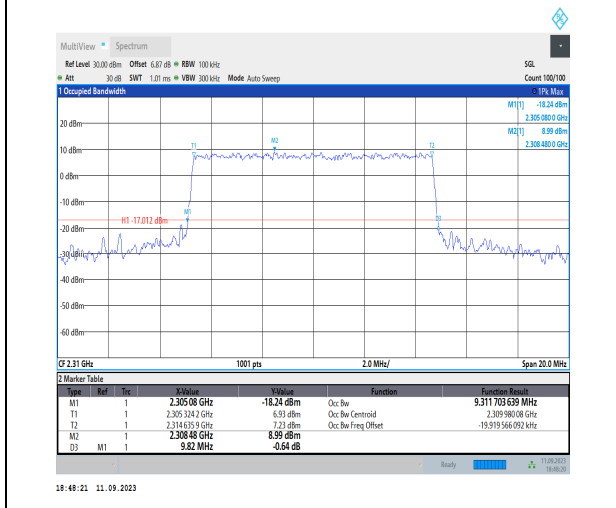 MultiView Spectrum
Ref Level 30.00 dBm Offset 6.87 dB RBW 100 kHz SGL
Att 30 dB SWT 1.01 ms VBW 300 kHz Mode Auto Sweep Count 100/100
1 Occupied Bandwidth 1Pk Max
M1[1] -18.24 dBm
2.305 080 0 GHz
M2[1] 8.99 dBm
2.308 480 0 GHz
20 dBm
10 dBm
T1
M2
T2
0 dBm
-10 dBm
M1
H1 -17.012 dBm
D3
-20 dBm
-30 dBm
-40 dBm
-50 dBm
-60 dBm
CF 2.31 GHz 1001 pts 2.0 MHz/ Span 20.0 MHz
2 Marker Table
Type Ref Trc X-Value Y-Value Function Function Result
M1 1 2.305 08 GHz -18.24 dBm Occ Bw 9.311 703 639 MHz
T1 1 2.305 324 2 GHz 6.93 dBm Occ Bw Centroid 2.309 980 08 GHz
T2 1 2.314 635 9 GHz 7.23 dBm Occ Bw Freq Offset -19.919 566 092 kHz
M2 1 2.308 48 GHz 8.99 dBm
D3 M1 1 9.82 MHz -0.64 dB
Ready 11.09.2023
18:48:20
18:48:21 11.09.2023